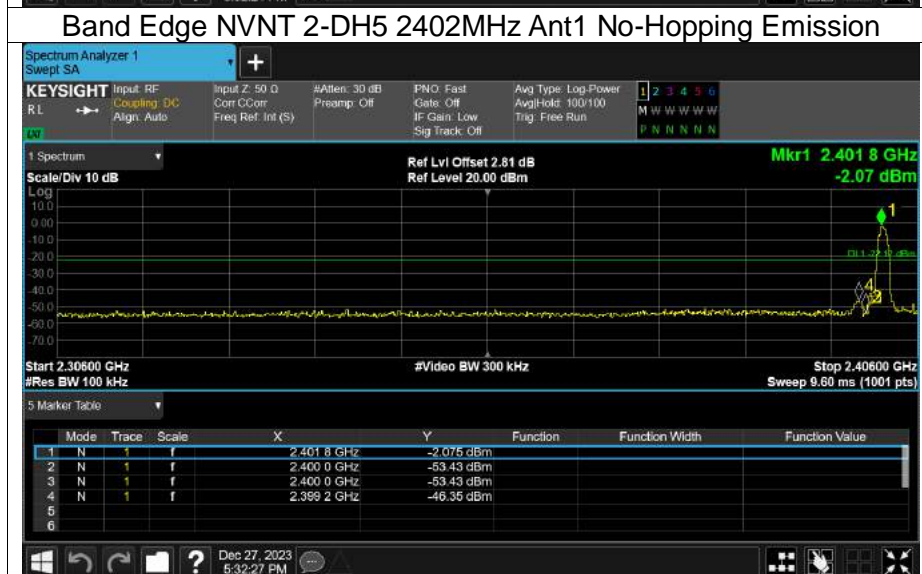 Band Edge NVNT 2-DH5 2402MHz Ant1 No-Hopping Emission
Spectrum Analyzer 1
Swept SA
+
KEYSIGHT Input: RF Input Z: 50 Ω #Atten: 30 dB PNO: Fast Avg Type: Log-Power 1 2 3 4 5 6
RL Coupling: DC Corr CCorr Preamp: Off Gate: Off Avg|Hold: 100/100 M W W W W W
Align: Auto Freq Ref: Int (S) IF Gain: Low Trig: Free Run
Sig Track: Off P N N N N N
1 Spectrum Ref Lvl Offset 2.81 dB Mkr1 2.401 8 GHz
Scale/Div 10 dB Ref Level 20.00 dBm -2.07 dBm
Log
10.0
0.00
-10.0
-20.0
-30.0
-40.0
-50.0
-60.0
-70.0
1
4
Start 2.30600 GHz #Video BW 300 kHz Stop 2.40600 GHz
#Res BW 100 kHz Sweep 9.60 ms (1001 pts)
5 Marker Table
Mode Trace Scale X Y Function Function Width Function Value
1 N 1 f 2.401 8 GHz -2.075 dBm
2 N 1 f 2.400 0 GHz -53.43 dBm
3 N 1 f 2.400 0 GHz -53.43 dBm
4 N 1 f 2.399 2 GHz -46.35 dBm
5
6
? Dec 27, 2023
5:32:27 PM